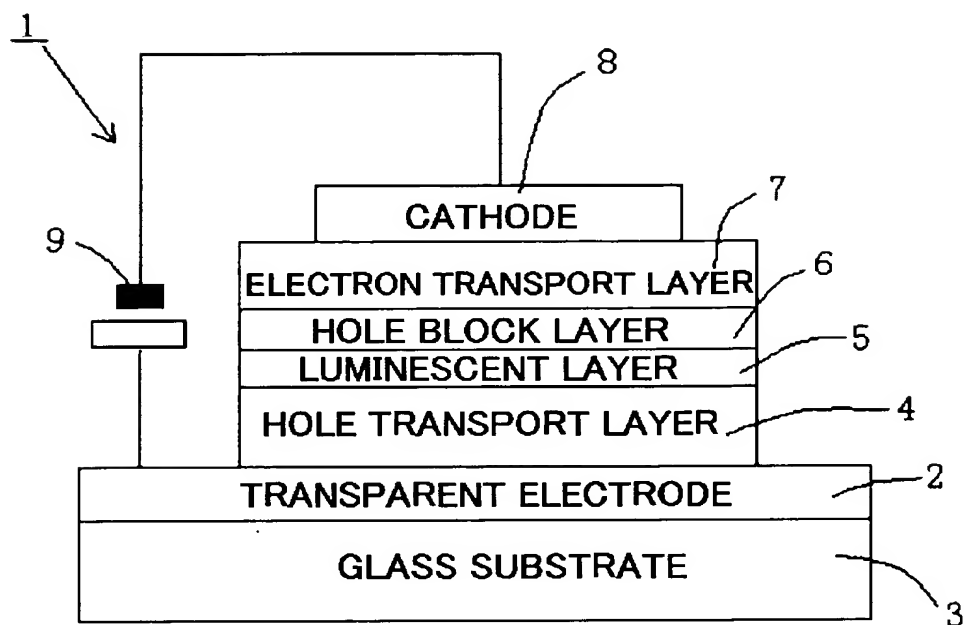 1
8
CATHODE
7
9
ELECTRON TRANSPORT LAYER
6
HOLE BLOCK LAYER
5
LUMINESCENT LAYER
4
HOLE TRANSPORT LAYER
2
TRANSPARENT ELECTRODE
GLASS SUBSTRATE
3